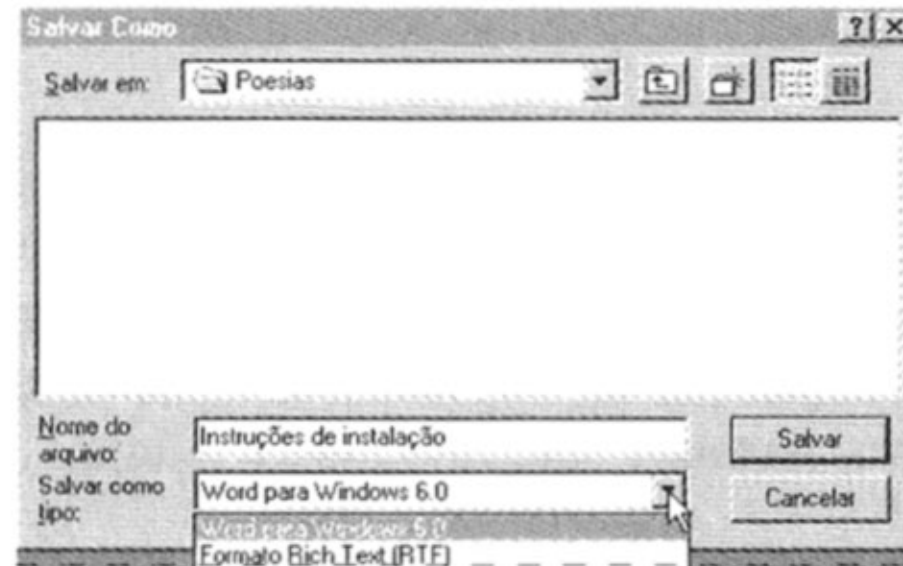 Salvar Como
Salvar em: Poesias
Nome do arquivo: Instruções de instalação
Salvar
Salvar como tipo: Word para Windows 6.0
Cancelar
Word para Windows 6.0
Formato Rich Text (RTF)